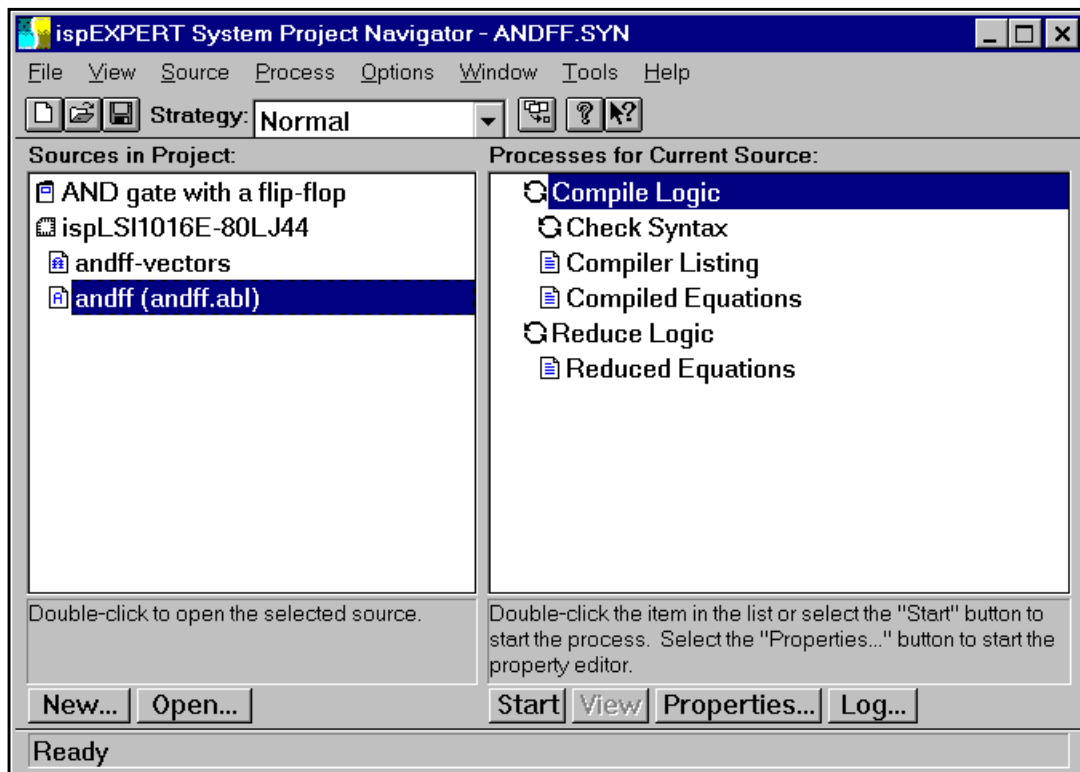 ispEXPERT System Project Navigator - ANDFF.SYN
File View Source Process Options Window Tools Help
Strategy: Normal
Sources in Project:
AND gate with a flip-flop
ispLSI1016E-80LJ44
andff-vectors
andff (andff.abl)
Double-click to open the selected source.
New... Open...
Processes for Current Source:
Compile Logic
Check Syntax
Compiler Listing
Compiled Equations
Reduce Logic
Reduced Equations
Double-click the item in the list or select the "Start" button to
start the process. Select the "Properties..." button to start the
property editor.
Start View Properties... Log...
Ready